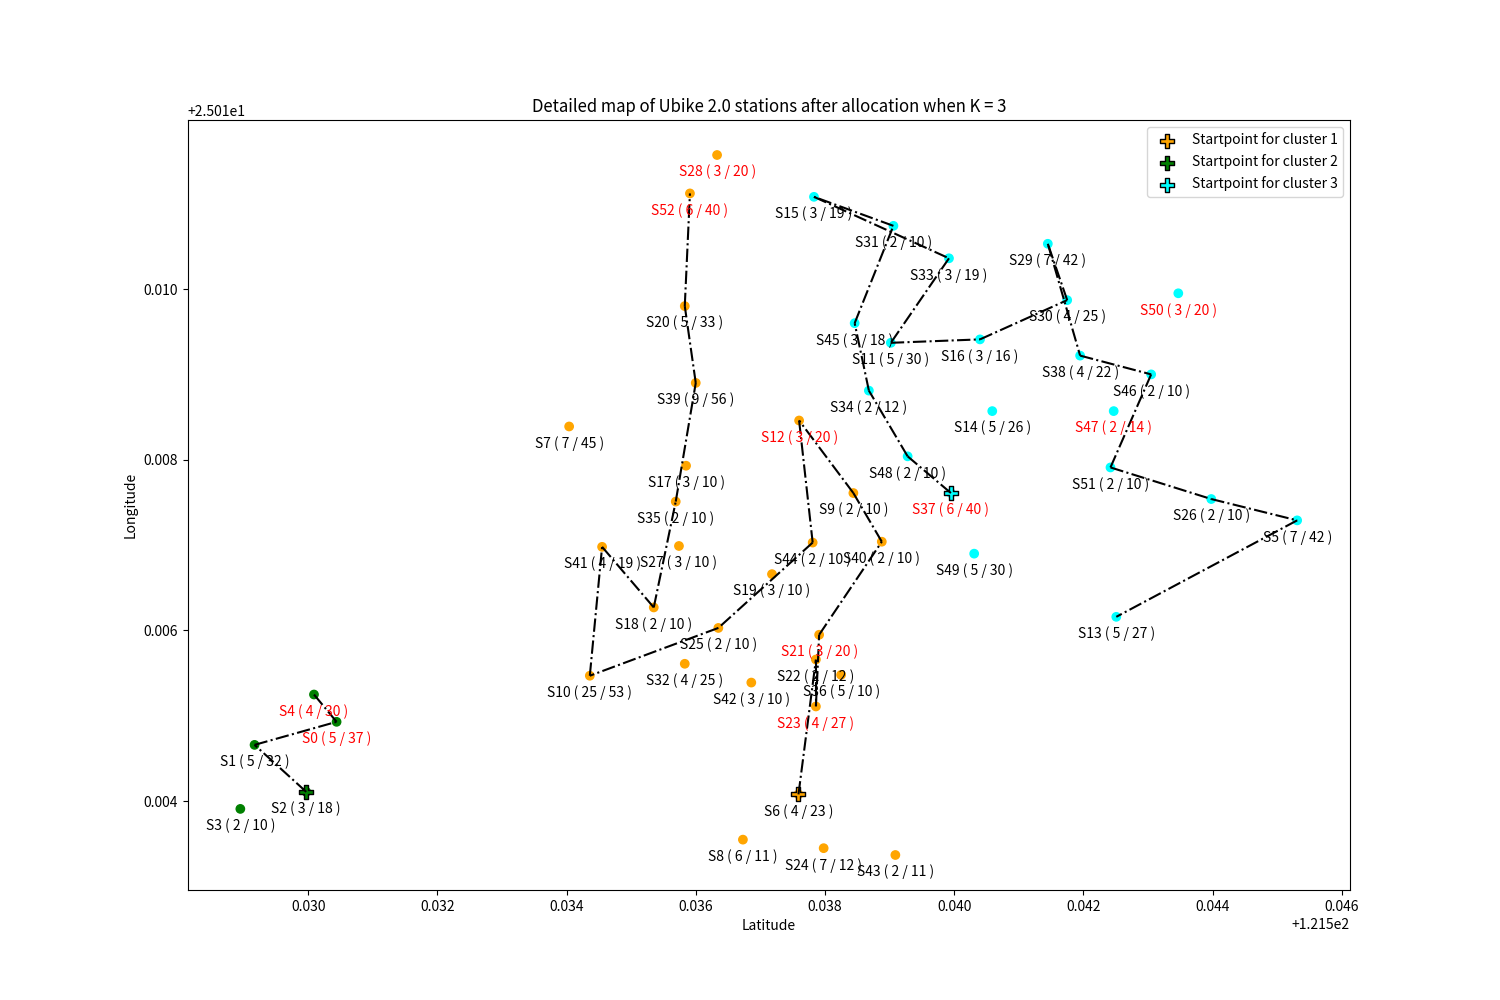 Detailed map of Ubike 2.0 stations after allocation when K = 3
+2.501e1
Startpoint for cluster 1
Startpoint for cluster 2
Startpoint for cluster 3
S28 ( 3 / 20 )
S52 ( 6 / 40 )
S15 ( 3 / 19 )
S31 ( 2 / 10 )
S33 ( 3 / 19 )
S29 ( 7 / 42 )
S50 ( 3 / 20 )
S30 ( 4 / 25 )
S20 ( 5 / 33 )
S45 ( 3 / 18 )
S11 ( 5 / 30 )
S16 ( 3 / 16 )
S38 ( 4 / 22 )
S46 ( 2 / 10 )
S39 ( 9 / 56 )
S34 ( 2 / 12 )
S14 ( 5 / 26 )
S47 ( 2 / 14 )
S7 ( 7 / 45 )
S12 ( 3 / 20 )
S48 ( 2 / 10 )
S17 ( 3 / 10 )
S51 ( 2 / 10 )
S9 ( 2 / 10 )
S37 ( 6 / 40 )
S35 ( 2 / 10 )
S26 ( 2 / 10 )
S5 ( 7 / 42 )
S41 ( 4 / 19 )
S27 ( 3 / 10 )
S44 ( 2 / 10 )
S40 ( 2 / 10 )
S49 ( 5 / 30 )
S19 ( 3 / 10 )
S18 ( 2 / 10 )
S13 ( 5 / 27 )
S25 ( 2 / 10 )
S21 ( 3 / 20 )
S32 ( 4 / 25 )
S10 ( 25 / 53 )
S42 ( 3 / 10 )
S36 ( 5 / 10 )
S4 ( 4 / 30 )
S0 ( 5 / 37 )
S23 ( 4 / 27 )
S1 ( 5 / 32 )
S2 ( 3 / 18 )
S6 ( 4 / 23 )
S3 ( 2 / 10 )
S8 ( 6 / 11 )
S24 ( 7 / 12 )
S43 ( 2 / 11 )
0.010
0.008
0.006
0.004
Longitude
0.030
0.032
0.034
0.036
0.038
0.040
0.042
0.044
0.046
Latitude
+1.215e2